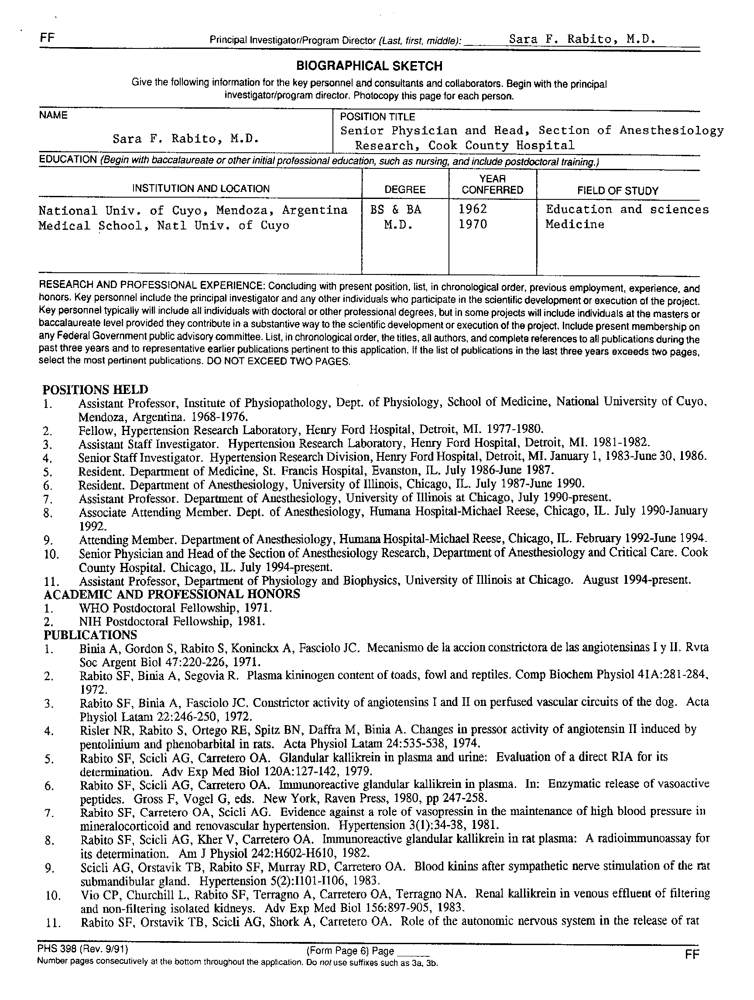 FF Principal Investigator/Program Director (Last, first, middle): Sara F. Rabito, M.D.
BIOGRAPHICAL SKETCH
Give the following information for the key personnel and consultants and collaborators. Begin with the principal
investigator/program director. Photocopy this page for each person.
NAME POSITION TITLE
Sara F. Rabito, M.D. Senior Physician and Head, Section of Anesthesiology
Research, Cook County Hospital
EDUCATION (Begin with baccalaureate or other initial professional education, such as nursing, and include postdoctoral training.)
INSTITUTION AND LOCATION DEGREE YEAR CONFERRED FIELD OF STUDY
National Univ. of Cuyo, Mendoza, Argentina BS & BA 1962 Education and sciences
Medical School, Natl Univ. of Cuyo M.D. 1970 Medicine
RESEARCH AND PROFESSIONAL EXPERIENCE: Concluding with present position, list, in chronological order, previous employment, experience, and
honors. Key personnel include the principal investigator and any other individuals who participate in the scientific development or execution of the project.
Key personnel typically will include all individuals with doctoral or other professional degrees, but in some projects will include individuals at the masters or
baccalaureate level provided they contribute in a substantive way to the scientific development or execution of the project. Include present membership on
any Federal Government public advisory committee. List, in chronological order, the titles, all authors, and complete references to all publications during the
past three years and to representative earlier publications pertinent to this application. If the list of publications in the last three years exceeds two pages,
select the most pertinent publications. DO NOT EXCEED TWO PAGES.
POSITIONS HELD
1. Assistant Professor, Institute of Physiopathology, Dept. of Physiology, School of Medicine, National University of Cuyo,
Mendoza, Argentina. 1968-1976.
2. Fellow, Hypertension Research Laboratory, Henry Ford Hospital, Detroit, MI. 1977-1980.
3. Assistant Staff Investigator. Hypertension Research Laboratory, Henry Ford Hospital, Detroit, MI. 1981-1982.
4. Senior Staff Investigator. Hypertension Research Division, Henry Ford Hospital, Detroit, MI. January 1, 1983-June 30, 1986.
5. Resident. Department of Medicine, St. Francis Hospital, Evanston, IL. July 1986-June 1987.
6. Resident. Department of Anesthesiology, University of Illinois, Chicago, IL. July 1987-June 1990.
7. Assistant Professor. Department of Anesthesiology, University of Illinois at Chicago, July 1990-present.
8. Associate Attending Member. Dept. of Anesthesiology, Humana Hospital-Michael Reese, Chicago, IL. July 1990-January
1992.
9. Attending Member. Department of Anesthesiology, Humana Hospital-Michael Reese, Chicago, IL. February 1992-June 1994.
10. Senior Physician and Head of the Section of Anesthesiology Research, Department of Anesthesiology and Critical Care. Cook
County Hospital. Chicago, IL. July 1994-present.
11. Assistant Professor, Department of Physiology and Biophysics, University of Illinois at Chicago. August 1994-present.
ACADEMIC AND PROFESSIONAL HONORS
1. WHO Postdoctoral Fellowship, 1971.
2. NIH Postdoctoral Fellowship, 1981.
PUBLICATIONS
1. Binia A, Gordon S, Rabito S, Koninckx A, Fasciolo JC. Mecanismo de la accion constrictora de las angiotensinas I y II. Rvta
Soc Argent Biol 47:220-226, 1971.
2. Rabito SF, Binia A, Segovia R. Plasma kininogen content of toads, fowl and reptiles. Comp Biochem Physiol 41A:281-284,
1972.
3. Rabito SF, Binia A, Fasciolo JC. Constrictor activity of angiotensins I and II on perfused vascular circuits of the dog. Acta
Physiol Latam 22:246-250, 1972.
4. Risler NR, Rabito S, Ortego RE, Spitz BN, Daffra M, Binia A. Changes in pressor activity of angiotensin II induced by
pentolinium and phenobarbital in rats. Acta Physiol Latam 24:535-538, 1974.
5. Rabito SF, Scicli AG, Carretero OA. Glandular kallikrein in plasma and urine: Evaluation of a direct RIA for its
determination. Adv Exp Med Biol 120A:127-142, 1979.
6. Rabito SF, Scicli AG, Carretero OA. Immunoreactive glandular kallikrein in plasma. In: Enzymatic release of vasoactive
peptides. Gross F, Vogel G, eds. New York, Raven Press, 1980, pp 247-258.
7. Rabito SF, Carretero OA, Scicli AG. Evidence against a role of vasopressin in the maintenance of high blood pressure in
mineralocorticoid and renovascular hypertension. Hypertension 3(1):34-38, 1981.
8. Rabito SF, Scicli AG, Kher V, Carretero OA. Immunoreactive glandular kallikrein in rat plasma: A radioimmunoassay for
its determination. Am J Physiol 242:H602-H610, 1982.
9. Scicli AG, Orstavik TB, Rabito SF, Murray RD, Carretero OA. Blood kinins after sympathetic nerve stimulation of the rat
submandibular gland. Hypertension 5(2):I101-I106, 1983.
10. Vio CP, Churchill L, Rabito SF, Terragno A, Carretero OA, Terragno NA. Renal kallikrein in venous effluent of filtering
and non-filtering isolated kidneys. Adv Exp Med Biol 156:897-905, 1983.
11. Rabito SF, Orstavik TB, Scicli AG, Shork A, Carretero OA. Role of the autonomic nervous system in the release of rat
PHS 398 (Rev. 9/91) (Form Page 6) Page ______ FF
Number pages consecutively at the bottom throughout the application. Do not use suffixes such as 3a, 3b.